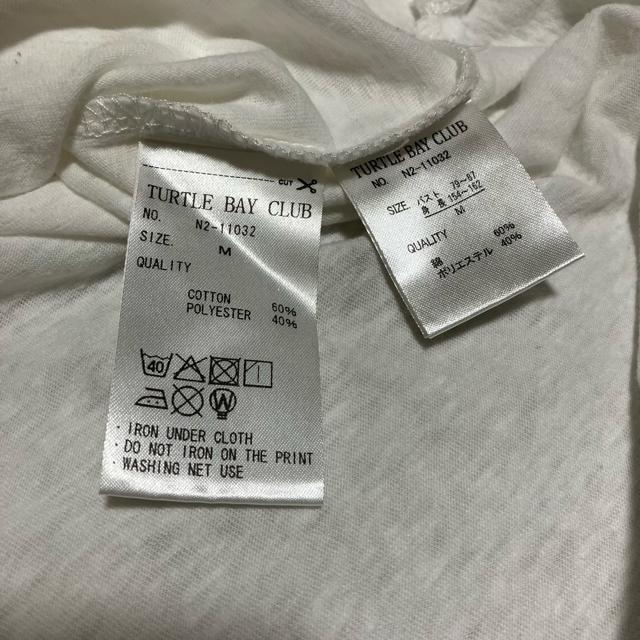 CUT
TURTLE BAY CLUB
NO. N2-11032
SIZE. M
QUALITY
COTTON 60%
POLYESTER 40%
40
W
・IRON UNDER CLOTH
・DO NOT IRON ON THE PRINT
・WASHING NET USE
TURTLE BAY CLUB
NO. N2-11032
SIZE. バスト 79~87
身長 154~162
M
QUALITY
綿 60%
ポリエステル 40%